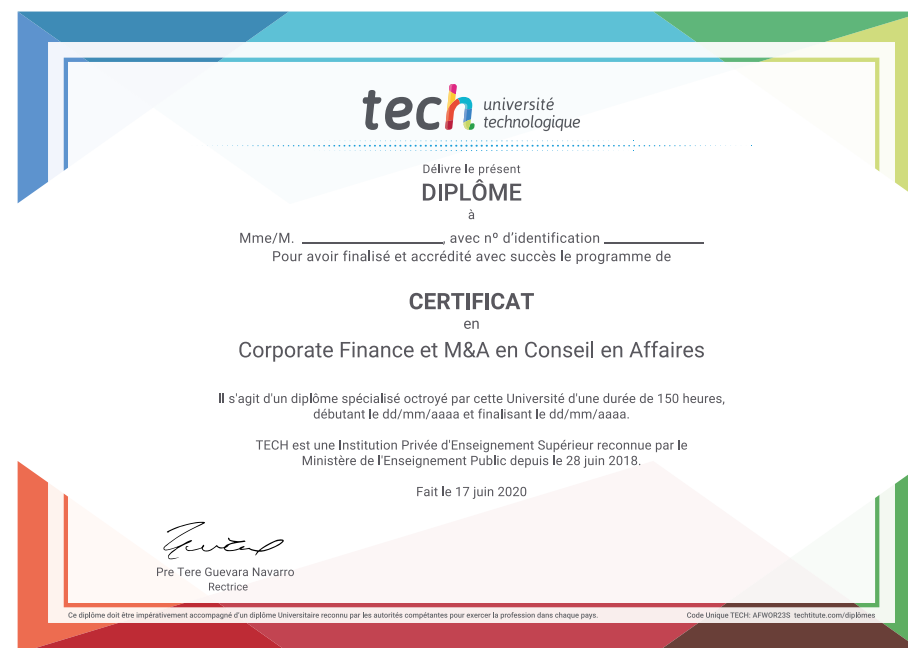 tech université
technologique
Délivre le présent
DIPLÔME
à
Mme/M. ____________________, avec nº d'identification ______________
Pour avoir finalisé et accrédité avec succès le programme de
CERTIFICAT
en
Corporate Finance et M&A en Conseil en Affaires
Il s'agit d'un diplôme spécialisé octroyé par cette Université d'une durée de 150 heures,
débutant le dd/mm/aaaa et finalisant le dd/mm/aaaa.
TECH est une Institution Privée d'Enseignement Supérieur reconnue par le
Ministère de l'Enseignement Public depuis le 28 juin 2018.
Fait le 17 juin 2020
Pre Tere Guevara Navarro
Rectrice
Ce diplôme doit être impérativement accompagné d'un diplôme Universitaire reconnu par les autorités compétantes pour exercer la profession dans chaque pays. Code Unique TECH: AFWOR23S techtitute.com/diplômes